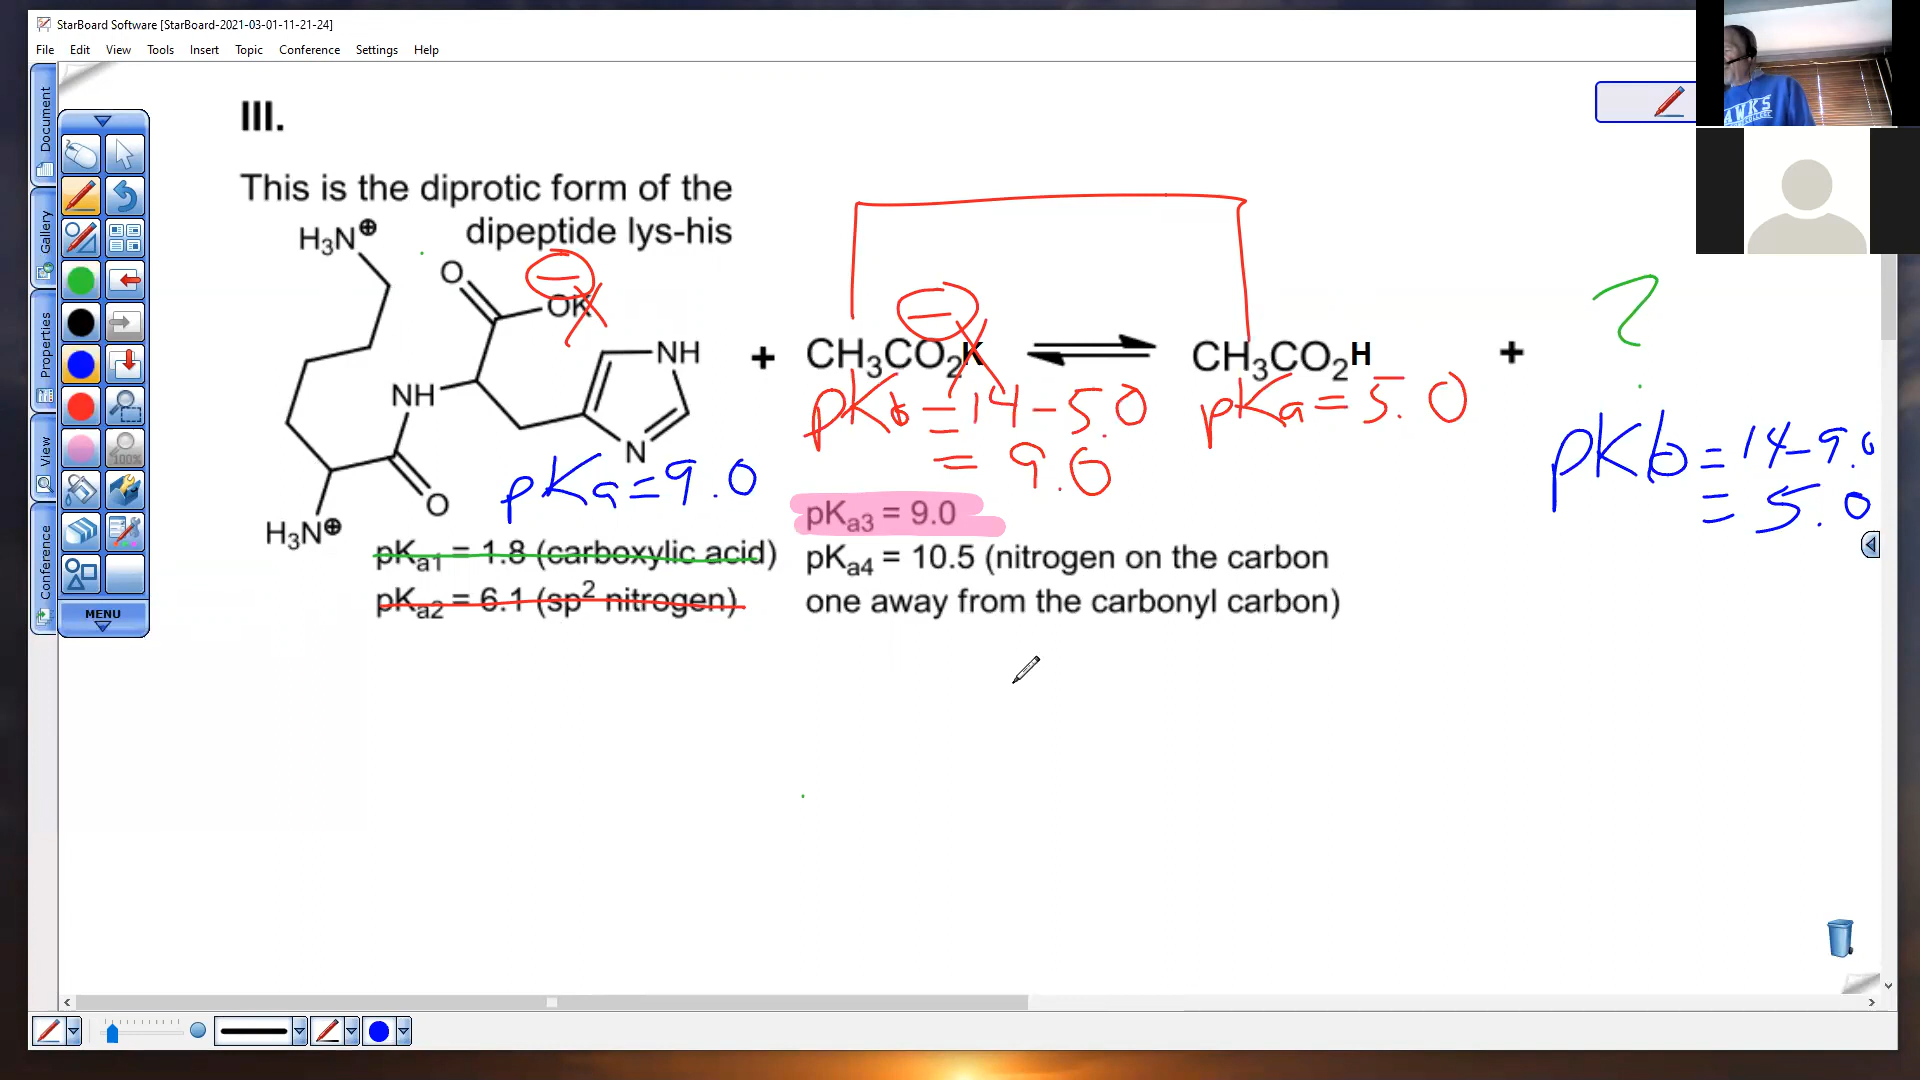 StarBoard Software [StarBoard-2021-03-01-11-21-24]
File Edit View Tools Insert Topic Conference Settings Help
Document
Gallery
Properties
View
Conference
100%
MENU
III.
This is the diprotic form of the
dipeptide lys-his
H3N⊕
O
⊖
OK
NH
N
NH
O
H3N⊕
+ CH3CO2K ⇌ CH3CO2H + ?
⊖
pKb = 14 - 5.0
= 9.0
pKa = 5.0
pKb = 14 - 9.0
= 5.0
pKa = 9.0
pKa1 = 1.8 (carboxylic acid)
pKa2 = 6.1 (sp2 nitrogen)
pKa3 = 9.0
pKa4 = 10.5 (nitrogen on the carbon
one away from the carbonyl carbon)
AWKS